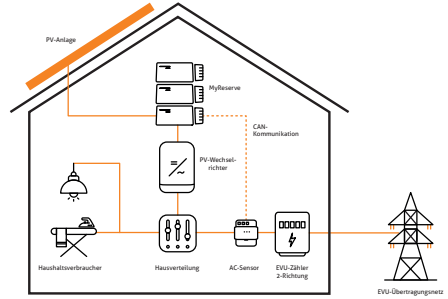 PV-Anlage
MyReserve
CAN-
Kommunikation
PV-Wechsel-
richter
Haushaltsverbraucher
Hausverteilung
AC-Sensor
EVU-Zähler
2-Richtung
EVU-Übertragungsnetz